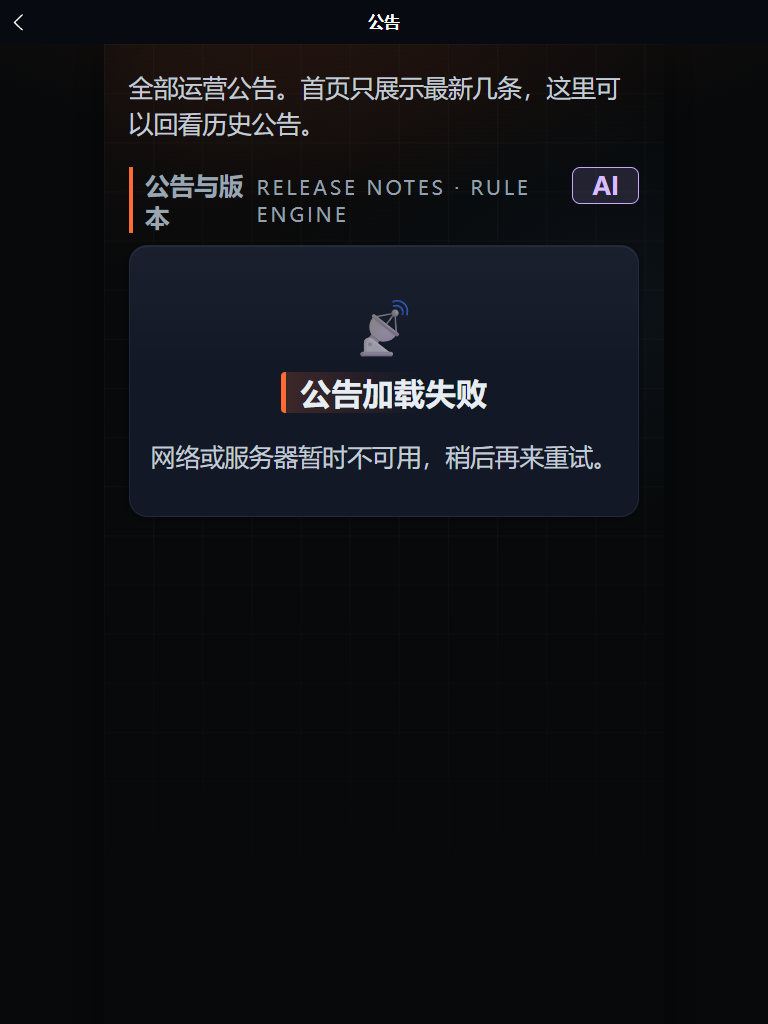 公告
全部运营公告。首页只展示最新几条，这里可
以回看历史公告。
公告与版
本
RELEASE NOTES · RULE
ENGINE
AI
公告加载失败
网络或服务器暂时不可用，稍后再来重试。